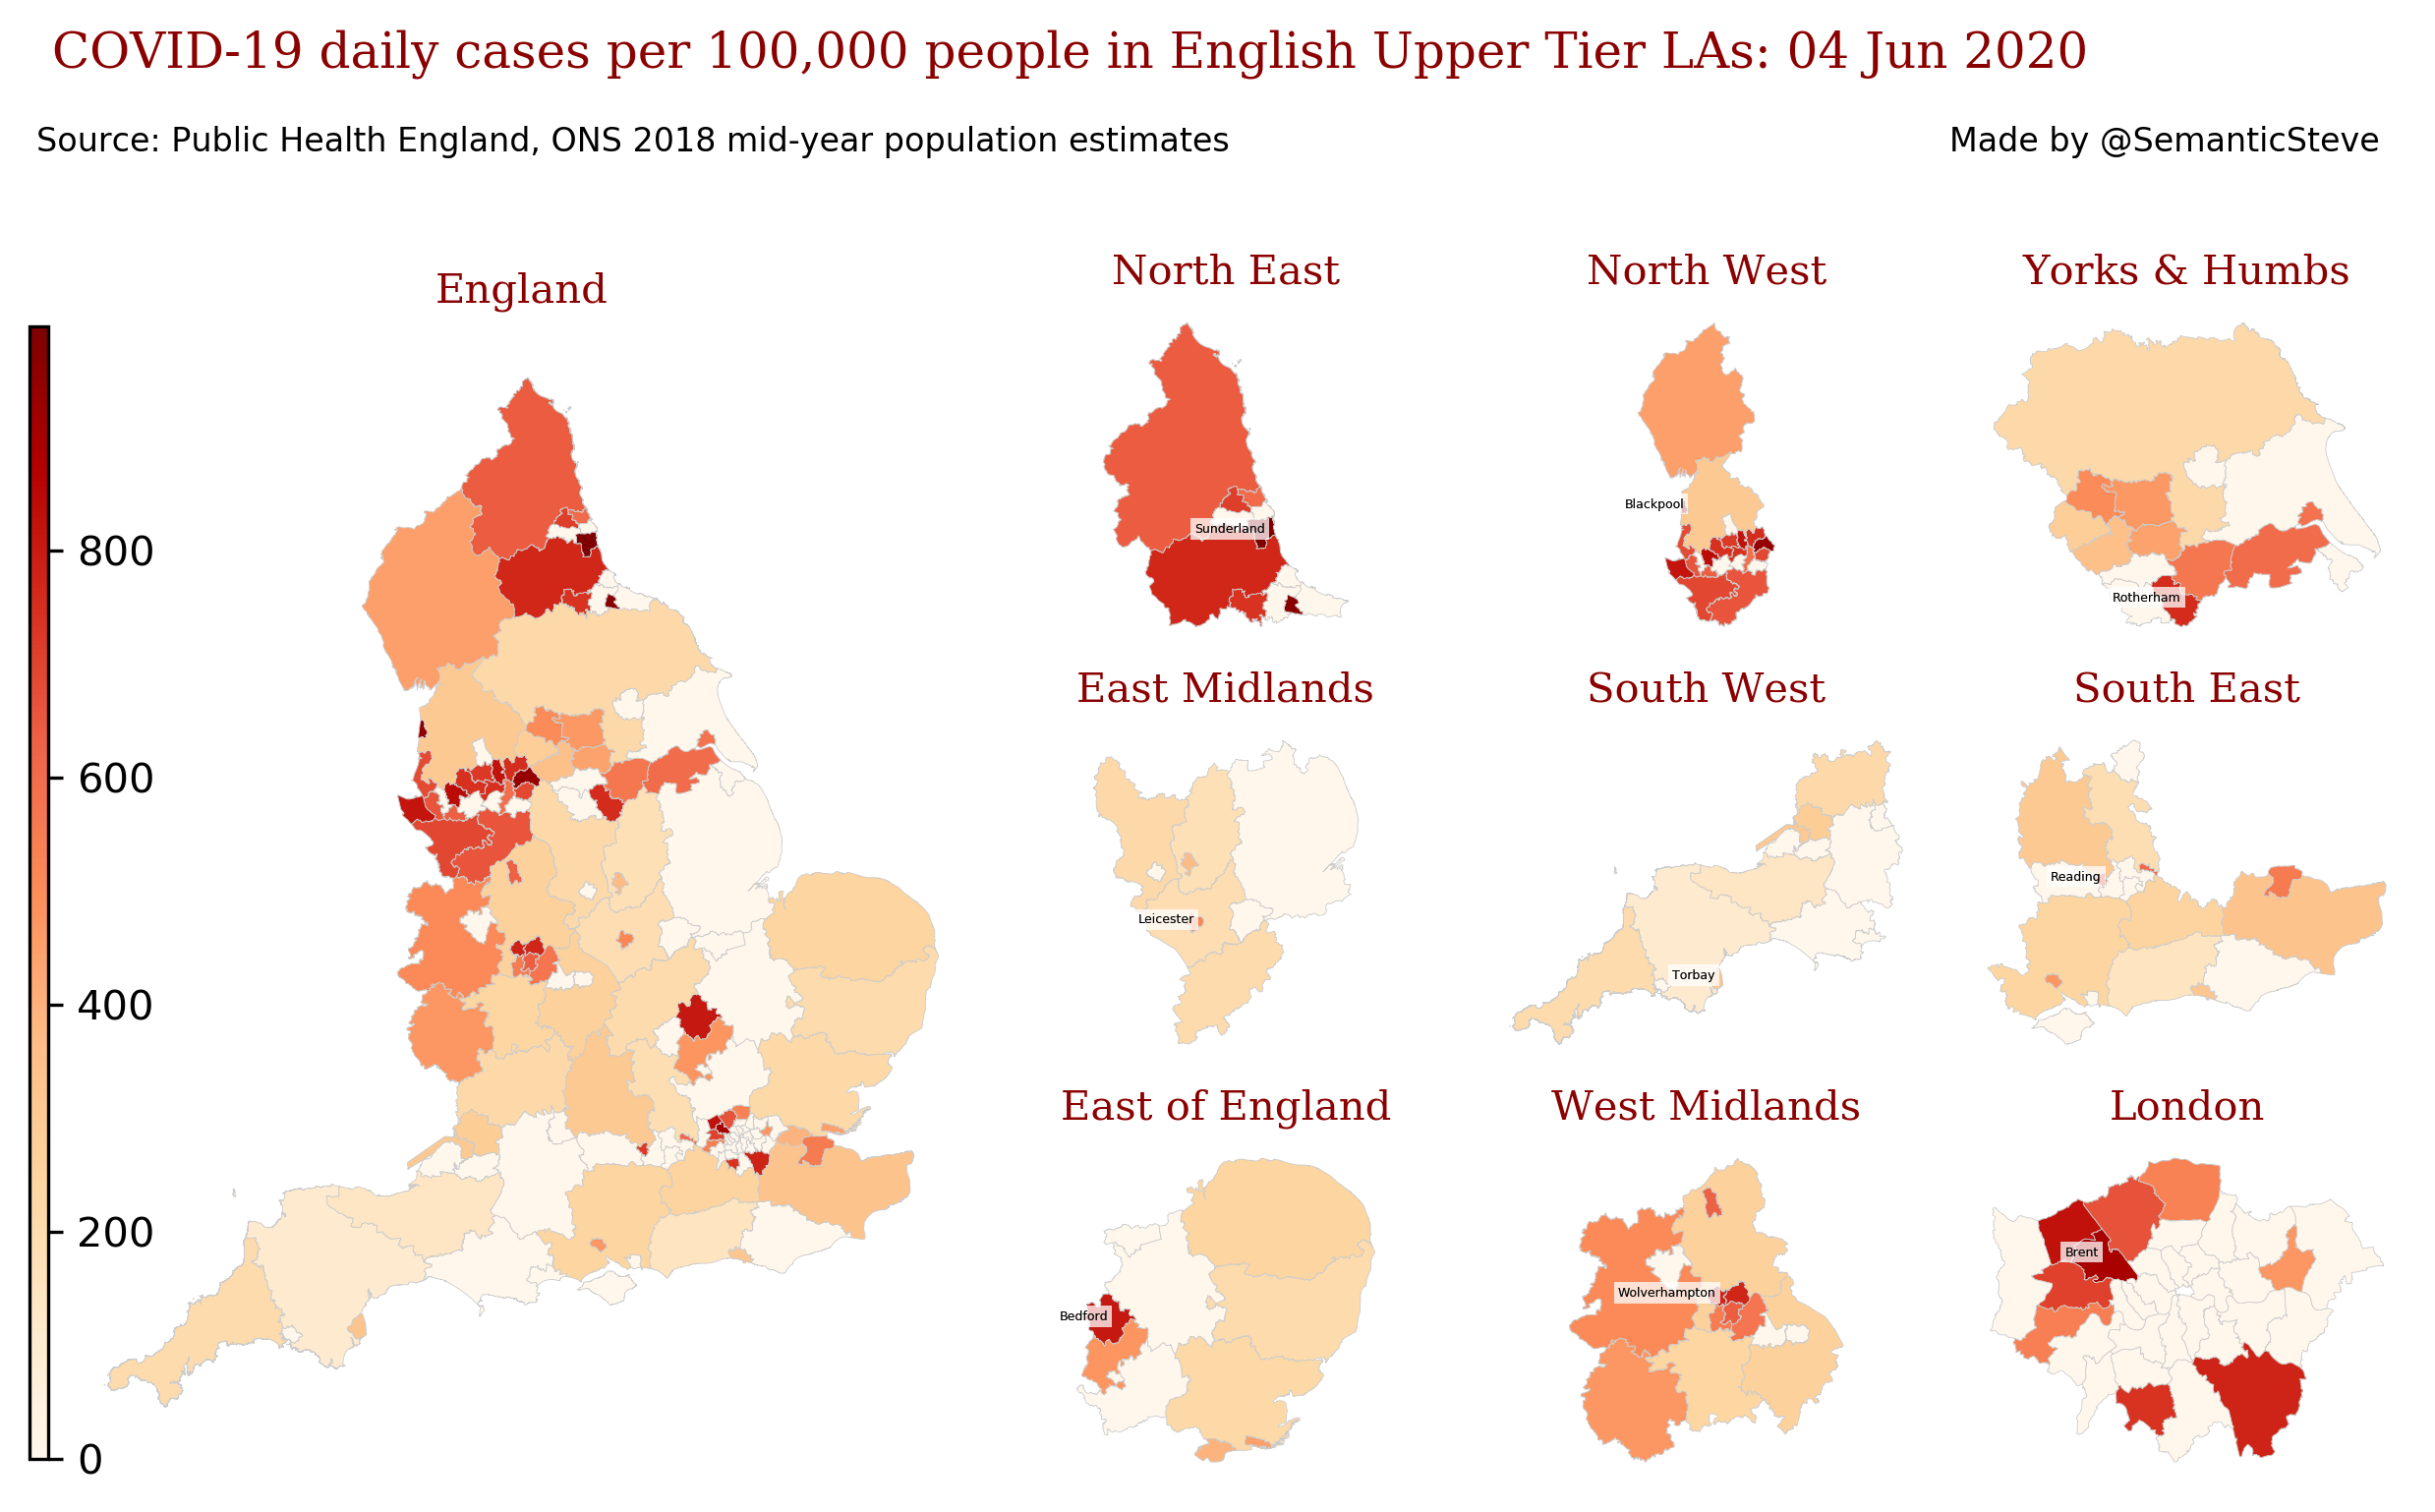 COVID-19 daily cases per 100,000 people in English Upper Tier LAs: 04 Jun 2020
Source: Public Health England, ONS 2018 mid-year population estimates
Made by @SemanticSteve
England
800
600
400
200
0
North East
Sunderland
North West
Blackpool
Yorks & Humbs
Rotherham
East Midlands
Leicester
South West
Torbay
South East
Reading
East of England
Bedford
West Midlands
Wolverhampton
London
Brent